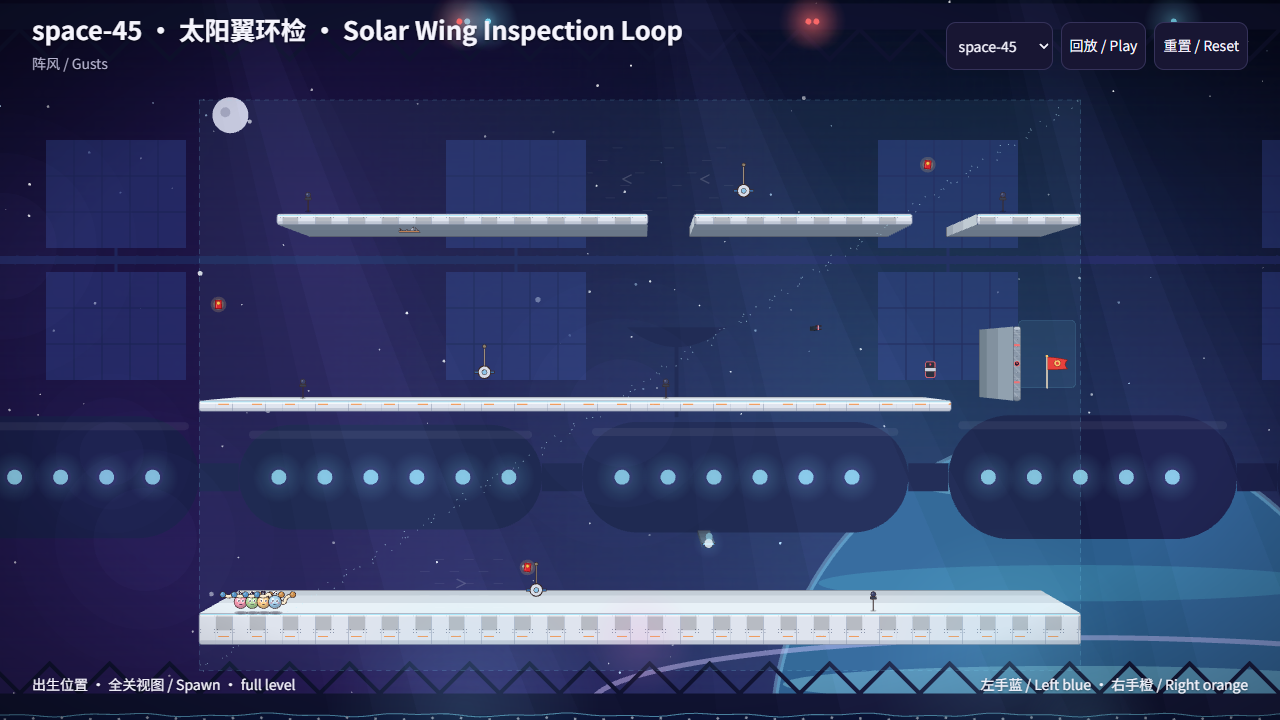 space-45 · 太阳翼环检 · Solar Wing Inspection Loop
阵风 / Gusts
space-45
回放 / Play
重置 / Reset
出生位置 · 全关视图 / Spawn · full level
左手蓝 / Left blue · 右手橙 / Right orange